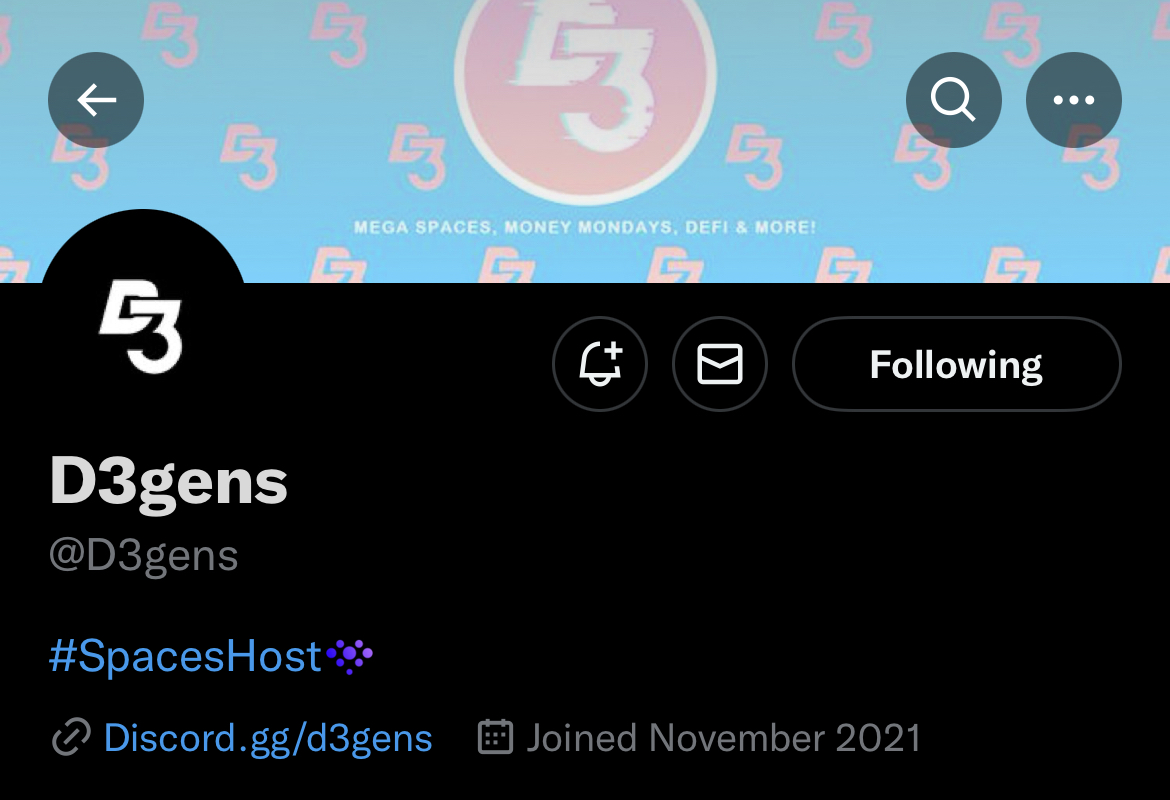 D3
MEGA SPACES, MONEY MONDAYS, DEFI & MORE!
D3
Following
D3gens
@D3gens
#SpacesHost
Discord.gg/d3gens Joined November 2021